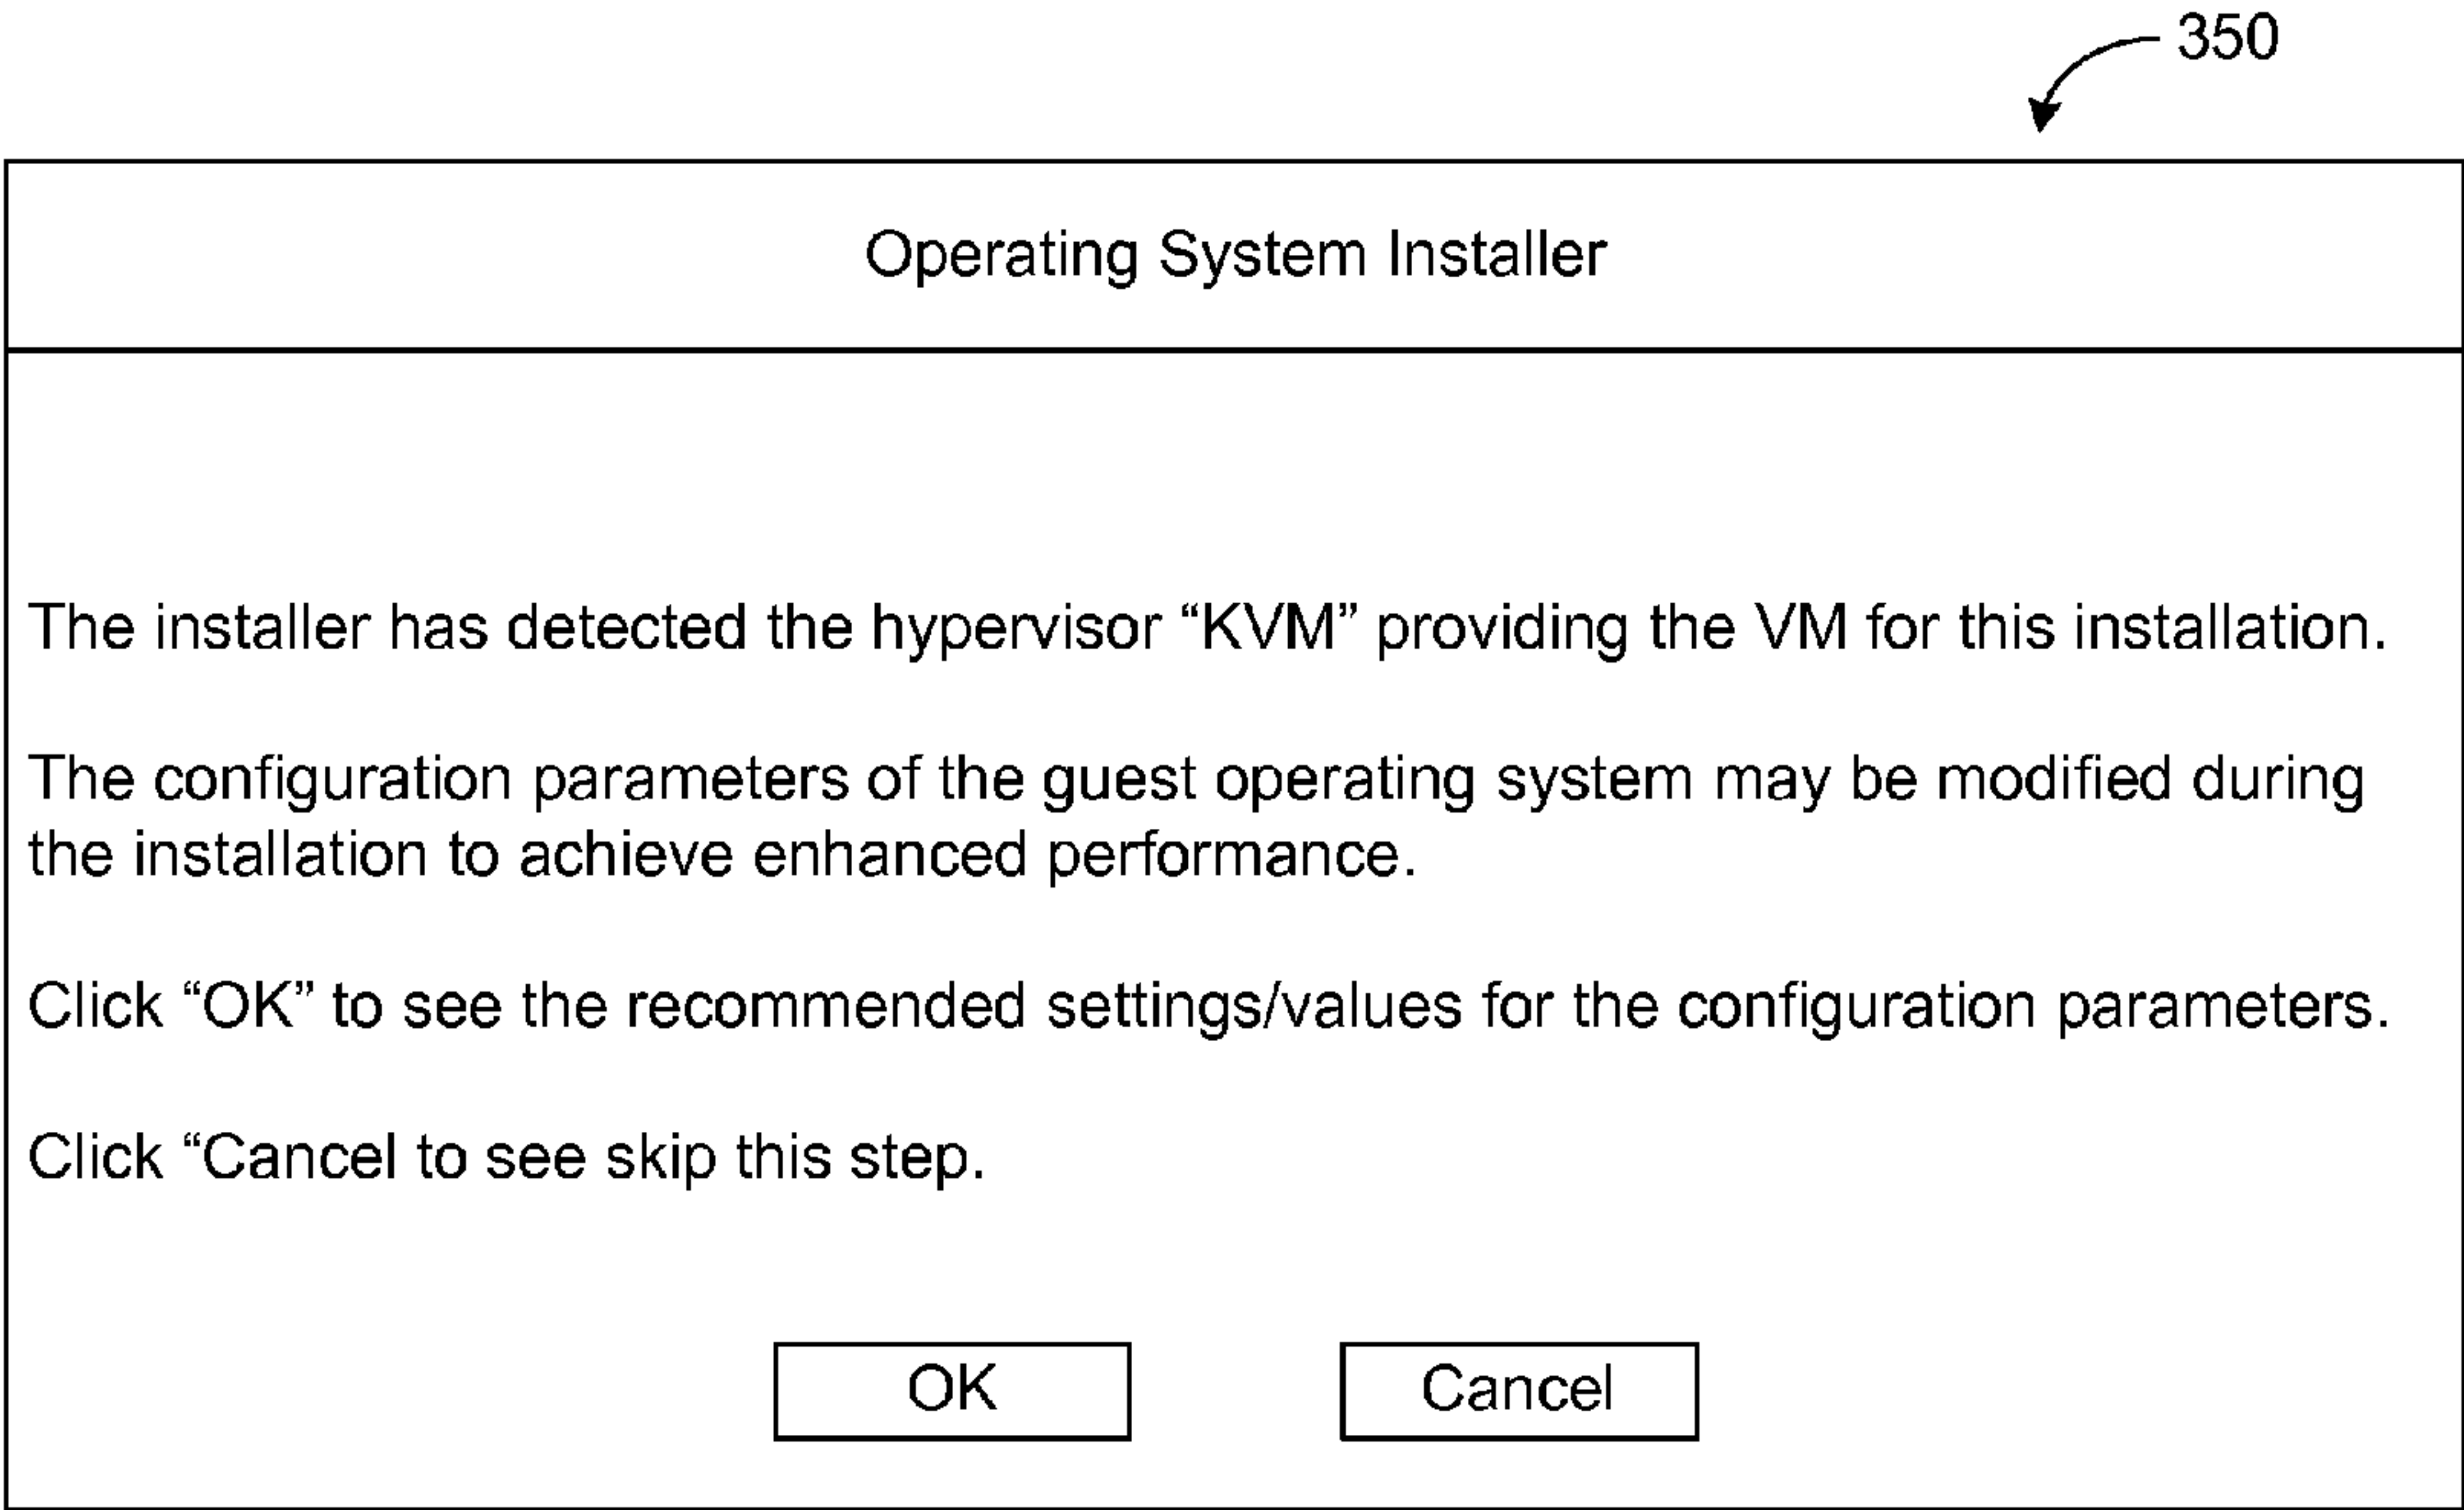 350
Operating System Installer
The installer has detected the hypervisor “KVM” providing the VM for this installation.
The configuration parameters of the guest operating system may be modified during
the installation to achieve enhanced performance.
Click “OK” to see the recommended settings/values for the configuration parameters.
Click “Cancel to see skip this step.
OK
Cancel